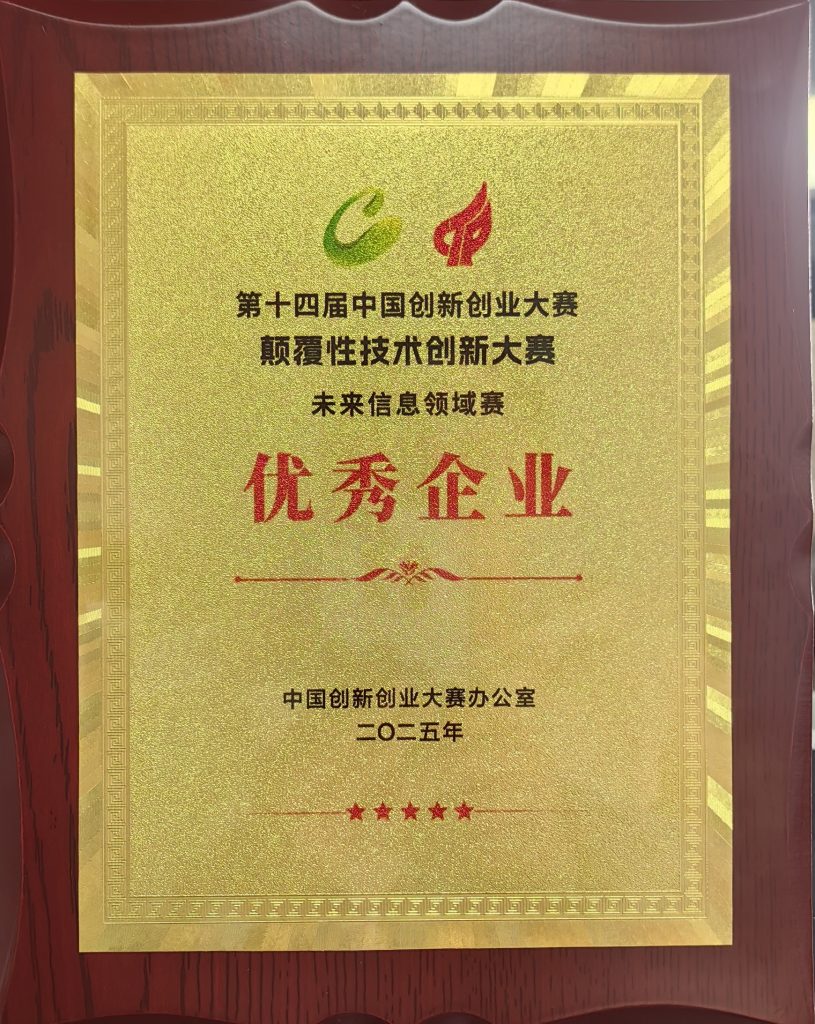 第十四届中国创新创业大赛
颠覆性技术创新大赛
未来信息领域赛
优秀企业
中国创新创业大赛办公室
二〇二五年